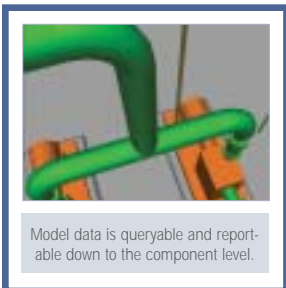 Model data is queryable and report-
able down to the component level.